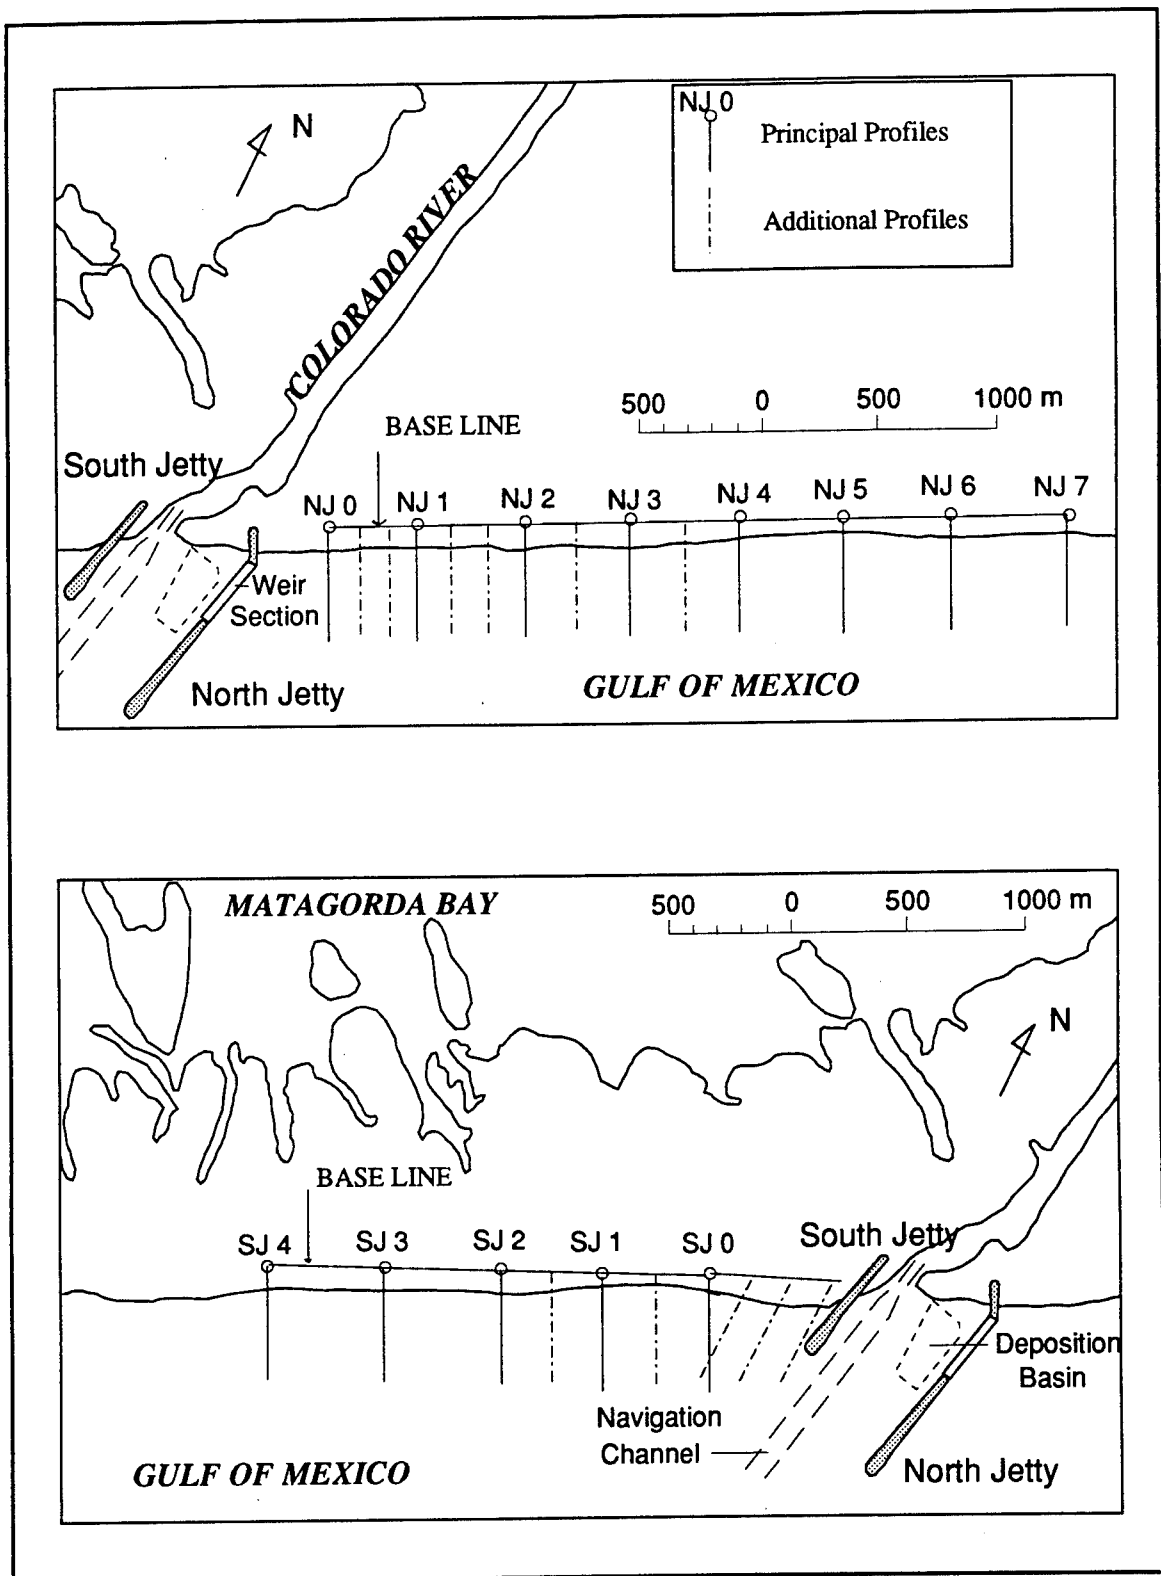 NJ 0
Principal Profiles
Additional Profiles
N
COLORADO RIVER
500 0 500 1000 m
BASE LINE
South Jetty
NJ 0 NJ 1 NJ 2 NJ 3 NJ 4 NJ 5 NJ 6 NJ 7
Weir
Section
North Jetty
GULF OF MEXICO
MATAGORDA BAY
500 0 500 1000 m
N
BASE LINE
SJ 4 SJ 3 SJ 2 SJ 1 SJ 0
South Jetty
Deposition
Basin
Navigation
Channel
GULF OF MEXICO
North Jetty